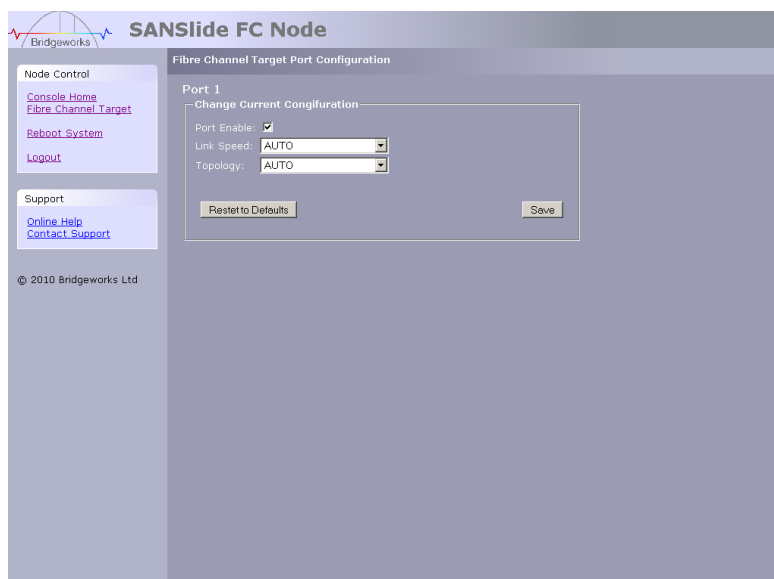 Bridgeworks
SANSlide FC Node
Fibre Channel Target Port Configuration
Node Control
Console Home
Fibre Channel Target
Reboot System
Logout
Support
Online Help
Contact Support
© 2010 Bridgeworks Ltd
Port 1
Change Current Congifuration
Port Enable:
Link Speed: AUTO
Topology: AUTO
Restet to Defaults Save